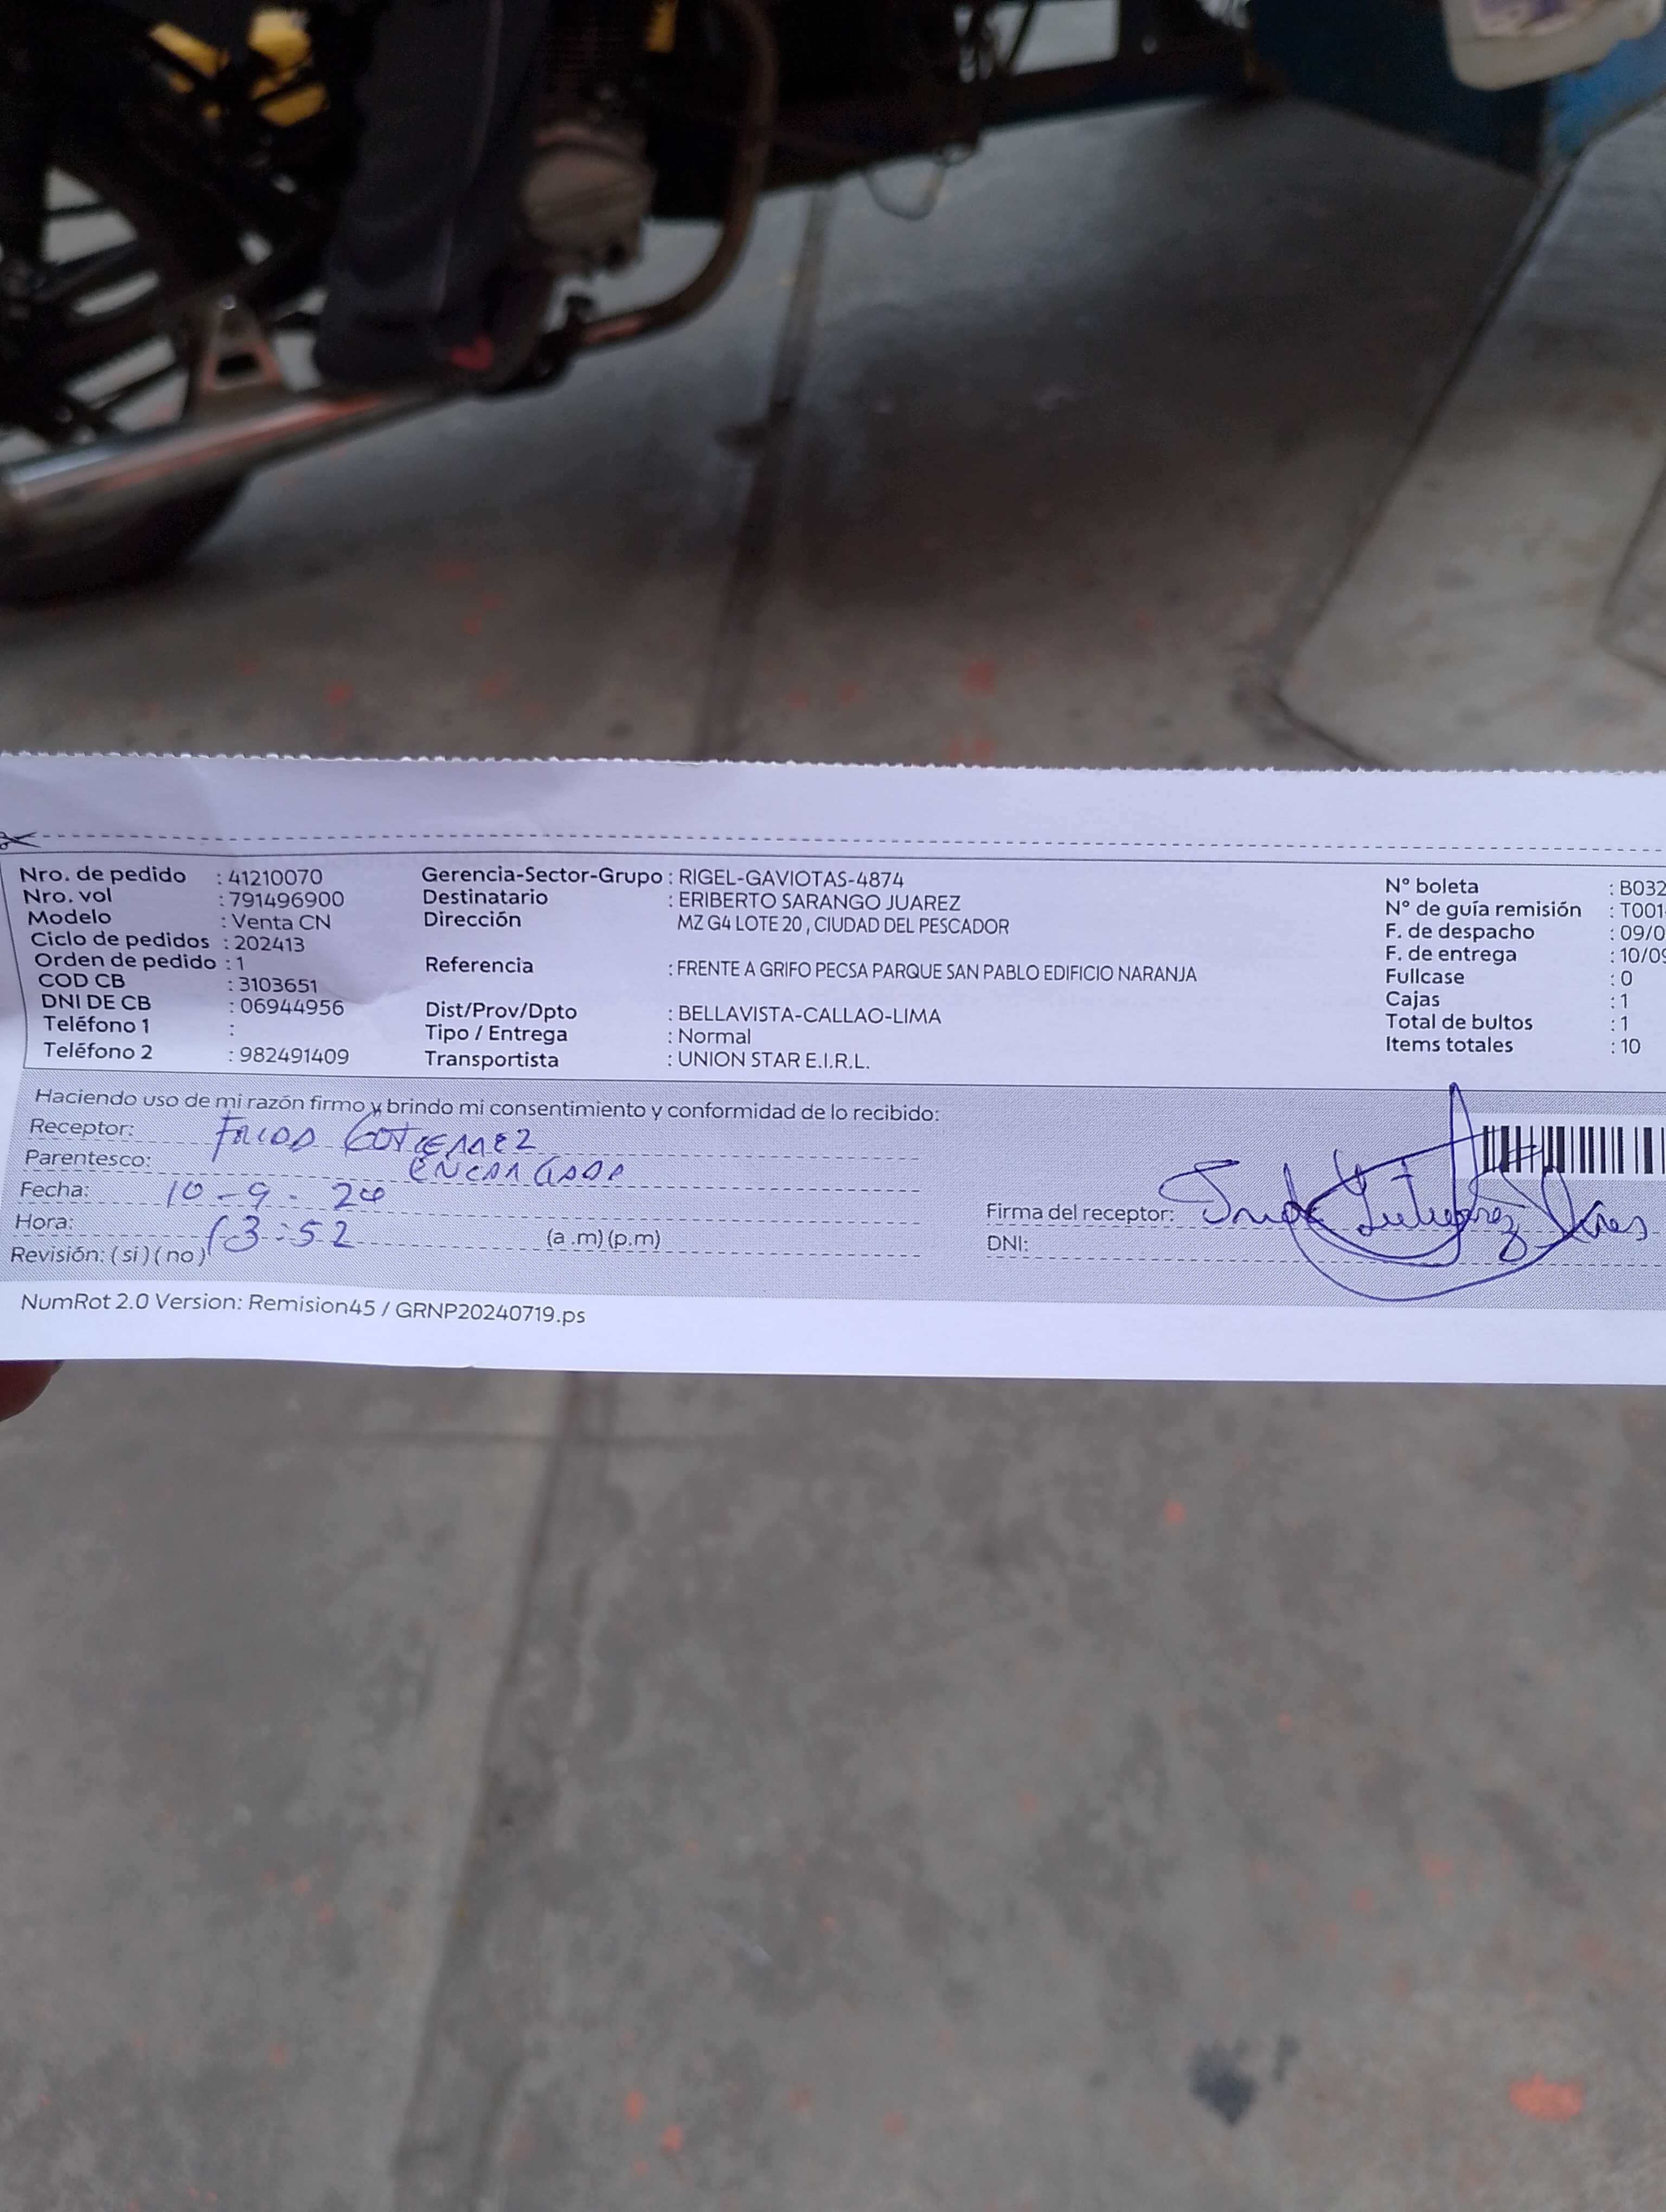 Nro. de pedido : 41210070
Nro. vol : 791496900
Modelo : Venta CN
Ciclo de pedidos : 202413
Orden de pedido : 1
COD CB : 3103651
DNI DE CB : 06944956
Teléfono 1 :
Teléfono 2 : 982491409
Gerencia-Sector-Grupo : RIGEL-GAVIOTAS-4874
Destinatario : ERIBERTO SARANGO JUAREZ
Dirección MZ G4 LOTE 20 , CIUDAD DEL PESCADOR
Referencia : FRENTE A GRIFO PECSA PARQUE SAN PABLO EDIFICIO NARANJA
Dist/Prov/Dpto : BELLAVISTA-CALLAO-LIMA
Tipo / Entrega : Normal
Transportista : UNION STAR E.I.R.L.
N° boleta : B032
N° de guía remisión : T001
F. de despacho : 09/0
F. de entrega : 10/09
Fullcase : 0
Cajas : 1
Total de bultos : 1
Items totales : 10
Haciendo uso de mi razón firmo y brindo mi consentimiento y conformidad de lo recibido:
Receptor:
Parentesco: ENCARGADA
Fecha: 10-9-
Hora: 13:52 (a .m) (p.m)
Revisión: ( si ) ( no )
Firma del receptor:
DNI:
NumRot 2.0 Version: Remision45 / GRNP20240719.ps